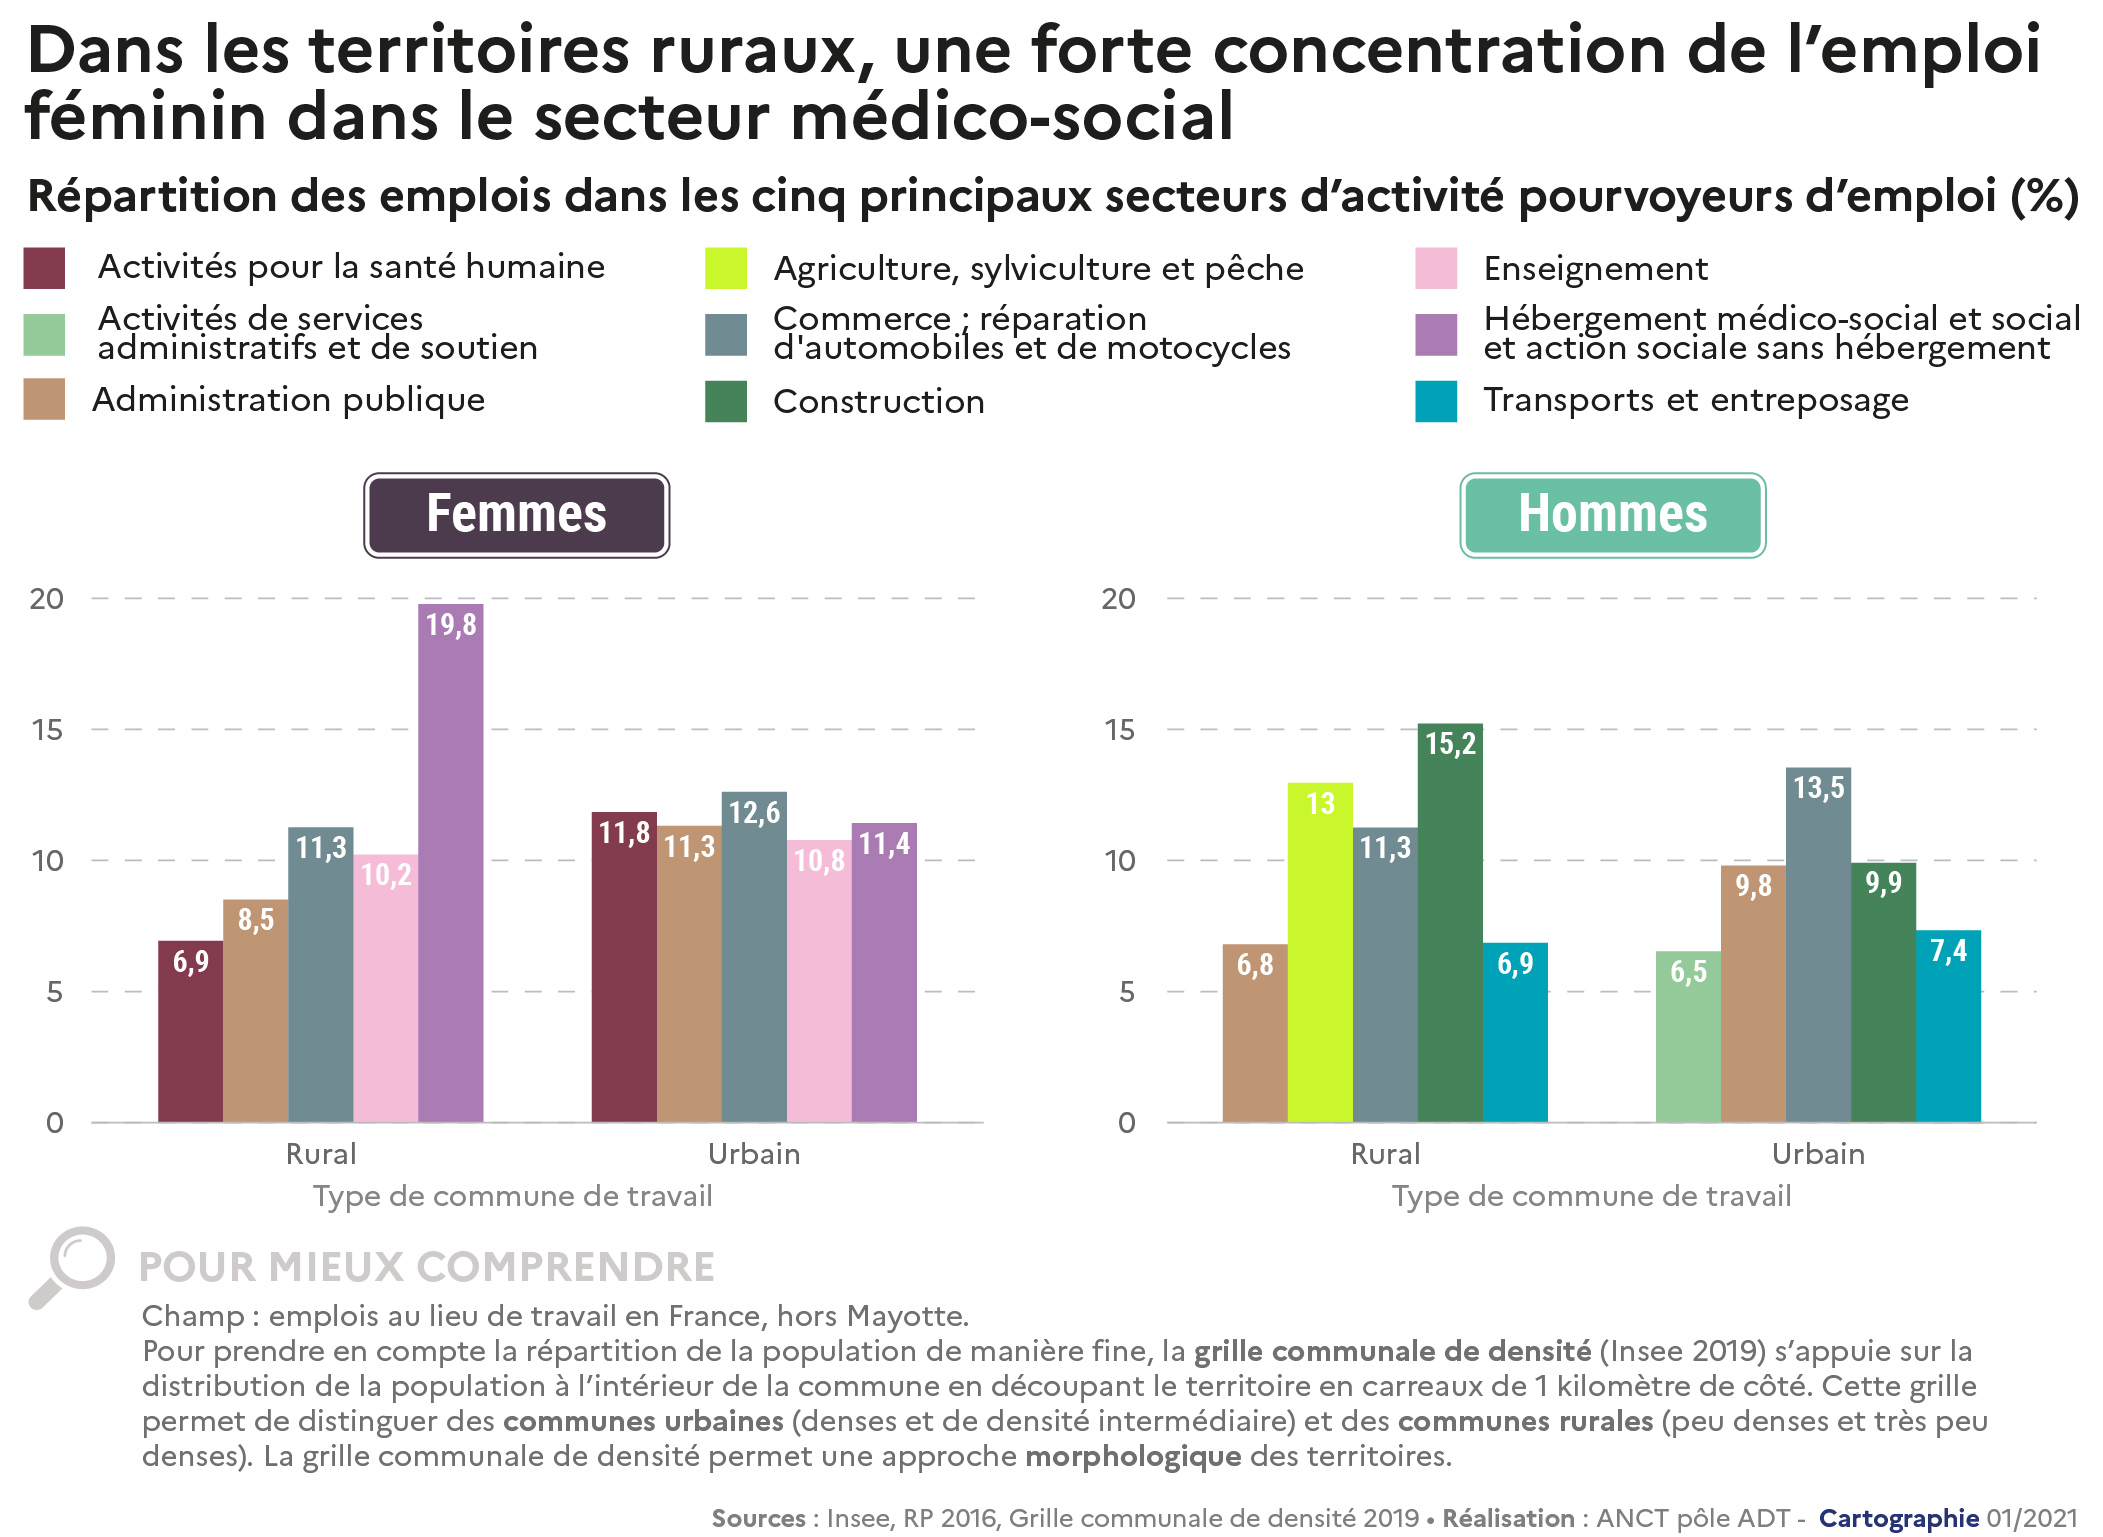 Dans les territoires ruraux, une forte concentration de l’emploi
féminin dans le secteur médico-social
Répartition des emplois dans les cinq principaux secteurs d’activité pourvoyeurs d’emploi (%)
Activités pour la santé humaine
Activités de services
administratifs et de soutien
Administration publique
Agriculture, sylviculture et pêche
Commerce ; réparation
d'automobiles et de motocycles
Construction
Enseignement
Hébergement médico-social et social
et action sociale sans hébergement
Transports et entreposage
Femmes
20
15
10
5
0
6,9
8,5
11,3
10,2
19,8
11,8
11,3
12,6
10,8
11,4
Rural
Urbain
Type de commune de travail
Hommes
20
15
10
5
0
6,8
13
11,3
15,2
6,9
6,5
9,8
13,5
9,9
7,4
Rural
Urbain
Type de commune de travail
POUR MIEUX COMPRENDRE
Champ : emplois au lieu de travail en France, hors Mayotte.
Pour prendre en compte la répartition de la population de manière fine, la grille communale de densité (Insee 2019) s’appuie sur la
distribution de la population à l’intérieur de la commune en découpant le territoire en carreaux de 1 kilomètre de côté. Cette grille
permet de distinguer des communes urbaines (denses et de densité intermédiaire) et des communes rurales (peu denses et très peu
denses). La grille communale de densité permet une approche morphologique des territoires.
Sources : Insee, RP 2016, Grille communale de densité 2019 • Réalisation : ANCT pôle ADT - Cartographie 01/2021